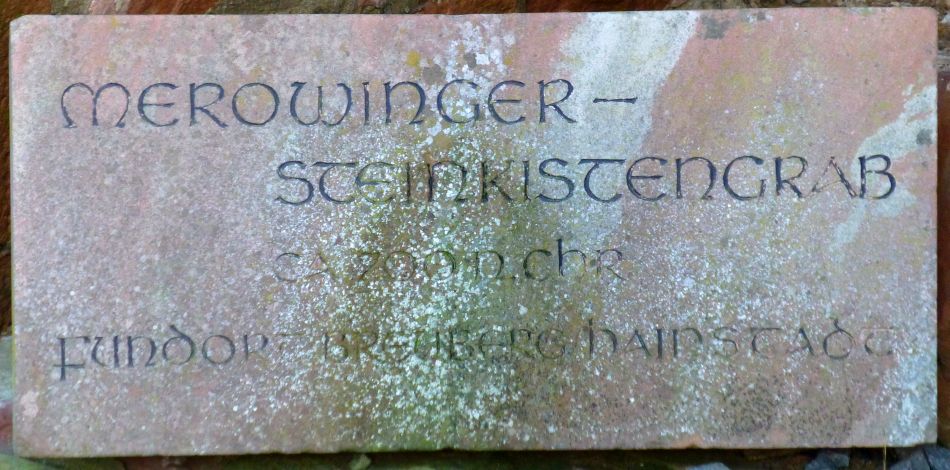 MEROWINGER –
STEINKISTENGRAB
CA 700 N. CHR
FUNDORT BREUBERG / HAINSTADT